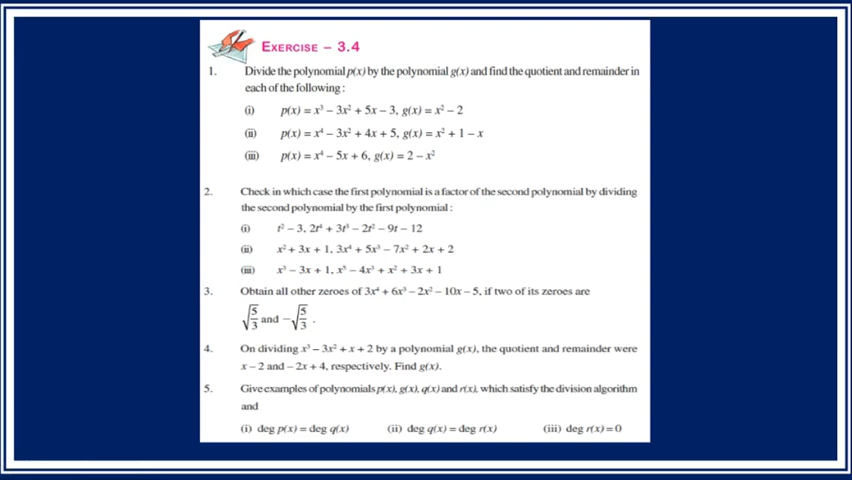 EXERCISE – 3.4
1. Divide the polynomial p(x) by the polynomial g(x) and find the quotient and remainder in
each of the following :
(i) p(x) = x³ – 3x² + 5x – 3, g(x) = x² – 2
(ii) p(x) = x⁴ – 3x² + 4x + 5, g(x) = x² + 1 – x
(iii) p(x) = x⁴ – 5x + 6, g(x) = 2 – x²
2. Check in which case the first polynomial is a factor of the second polynomial by dividing
the second polynomial by the first polynomial :
(i) t² – 3, 2t⁴ + 3t³ – 2t² – 9t – 12
(ii) x² + 3x + 1, 3x⁴ + 5x³ – 7x² + 2x + 2
(iii) x³ – 3x + 1, x⁵ – 4x³ + x² + 3x + 1
3. Obtain all other zeroes of 3x⁴ + 6x³ – 2x² – 10x – 5, if two of its zeroes are
√(5/3) and –√(5/3) .
4. On dividing x³ – 3x² + x + 2 by a polynomial g(x), the quotient and remainder were
x – 2 and – 2x + 4, respectively. Find g(x).
5. Give examples of polynomials p(x), g(x), q(x) and r(x), which satisfy the division algorithm
and
(i) deg p(x) = deg q(x) (ii) deg q(x) = deg r(x) (iii) deg r(x) = 0